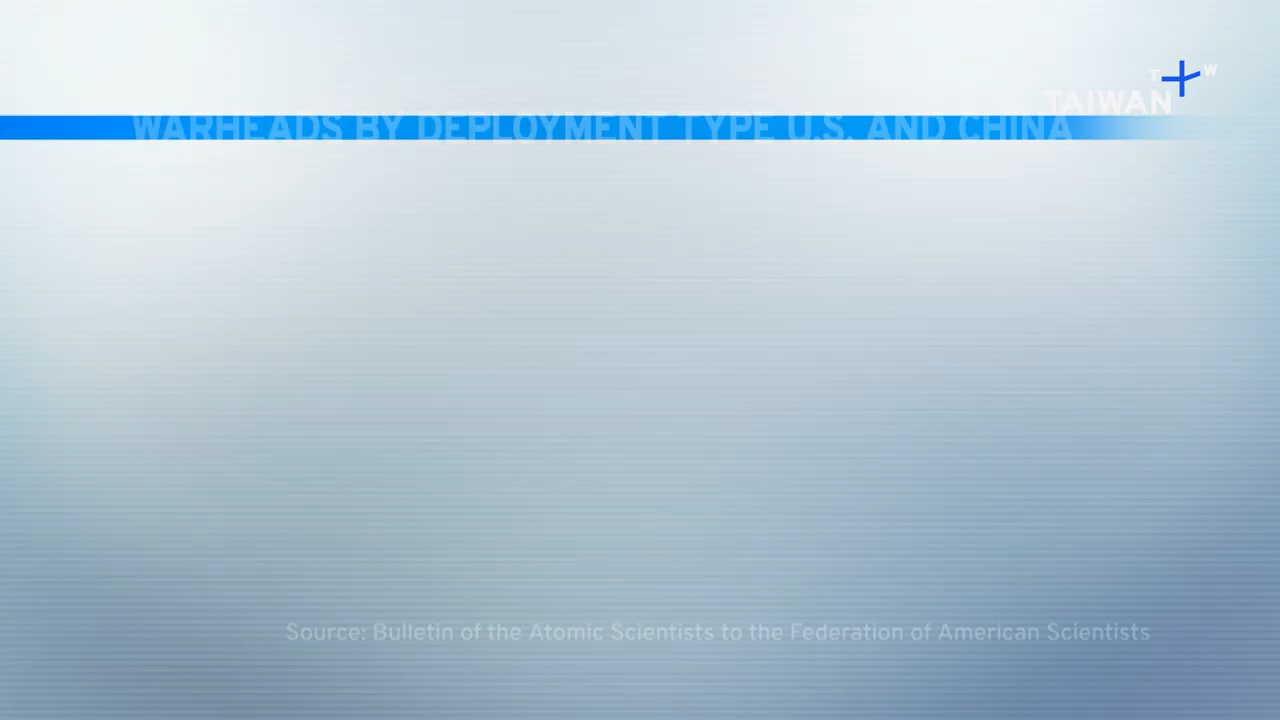 T W
TAIWAN
WARHEADS BY DEPLOYMENT TYPE U.S. AND CHINA
Source: Bulletin of the Atomic Scientists to the Federation of American Scientists